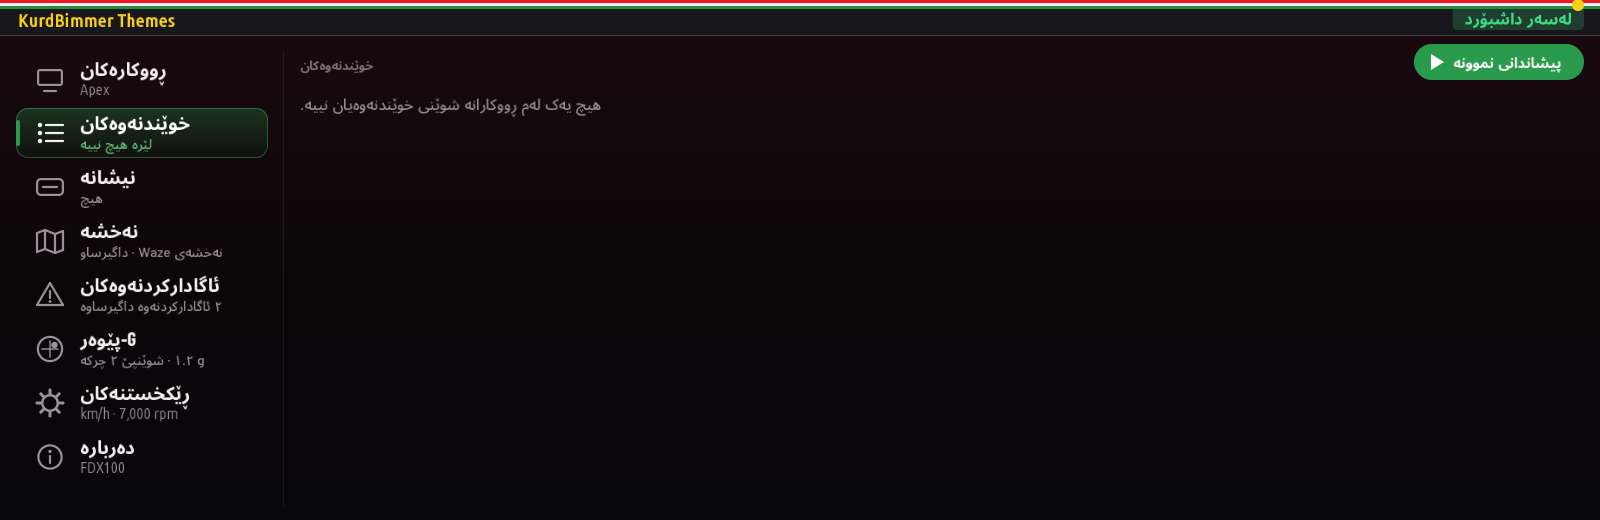 KurdBimmer Themes
لەسەر داشبۆرد
ڕووکارەکان
Apex
خوێندنەوەکان
لێرە هیچ نییە
نیشانە
هیچ
نەخشە
نەخشەی Waze · داگیرساو
ئاگادارکردنەوەکان
٢ ئاگادارکردنەوە داگیرساوە
G-پێوەر
١.٢ g · شوێنپێ ٢ چرکە
ڕێکخستنەکان
km/h · 7,000 rpm
دەربارە
FDX100
خوێندنەوەکان
پیشاندانی نموونە
هیچ یەک لەم ڕووکارانە شوێنی خوێندنەوەیان نییە.